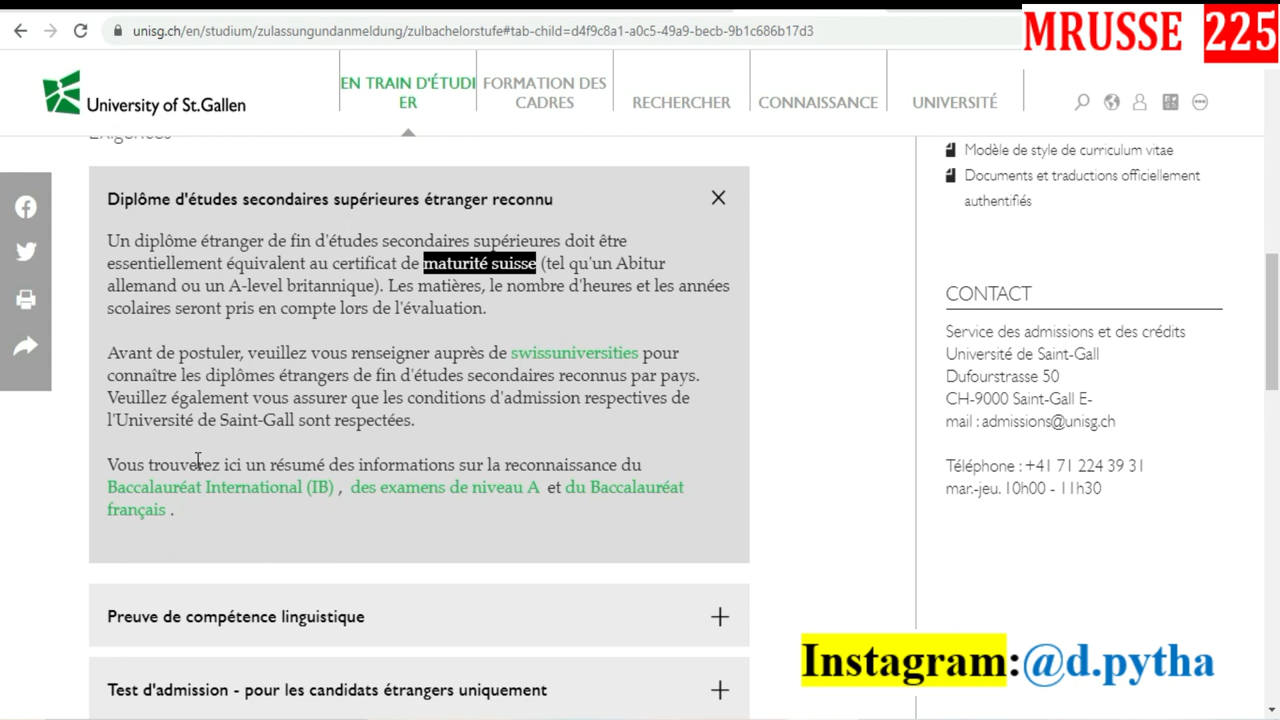 unisg.ch/en/studium/zulassungundanmeldung/zulbachelorstufe#tab-child=d4f9c8a1-a0c5-49a9-becb-9b1c686b17d3
MRUSSE 225
University of St.Gallen
EN TRAIN D'ÉTUDI
ER
FORMATION DES
CADRES
RECHERCHER
CONNAISSANCE
UNIVERSITÉ
Exigences
Diplôme d'études secondaires supérieures étranger reconnu
Un diplôme étranger de fin d'études secondaires supérieures doit être
essentiellement équivalent au certificat de maturité suisse (tel qu'un Abitur
allemand ou un A-level britannique). Les matières, le nombre d'heures et les années
scolaires seront pris en compte lors de l'évaluation.
Avant de postuler, veuillez vous renseigner auprès de swissuniversities pour
connaître les diplômes étrangers de fin d'études secondaires reconnus par pays.
Veuillez également vous assurer que les conditions d'admission respectives de
l'Université de Saint-Gall sont respectées.
Vous trouverez ici un résumé des informations sur la reconnaissance du
Baccalauréat International (IB) , des examens de niveau A et du Baccalauréat
français .
Preuve de compétence linguistique
Test d'admission - pour les candidats étrangers uniquement
Modèle de style de curriculum vitae
Documents et traductions officiellement
authentifiés
CONTACT
Service des admissions et des crédits
Université de Saint-Gall
Dufourstrasse 50
CH-9000 Saint-Gall E-
mail : admissions@unisg.ch
Téléphone : +41 71 224 39 31
mar.-jeu. 10h00 - 11h30
Instagram:@d.pytha